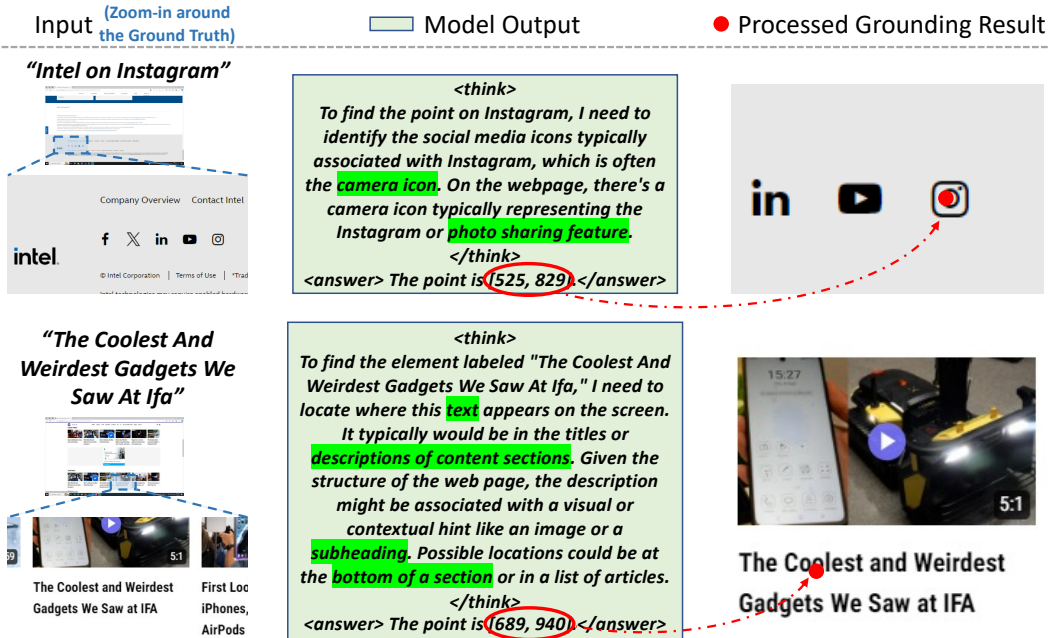 Input (Zoom-in around
the Ground Truth)
Model Output
Processed Grounding Result
“Intel on Instagram”
Company Overview Contact Intel
f X in
intel.
© Intel Corporation | Terms of Use | *Trad
Intel technologies may require enabled hardware
<think>
To find the point on Instagram, I need to
identify the social media icons typically
associated with Instagram, which is often
the camera icon. On the webpage, there's a
camera icon typically representing the
Instagram or photo sharing feature.
</think>
<answer> The point is [525, 829].</answer>
in
“The Coolest And
Weirdest Gadgets We
Saw At Ifa”
59
5:1
The Coolest and Weirdest
Gadgets We Saw at IFA
First Loo
iPhones,
AirPods
<think>
To find the element labeled "The Coolest And
Weirdest Gadgets We Saw At Ifa," I need to
locate where this text appears on the screen.
It typically would be in the titles or
descriptions of content sections. Given the
structure of the web page, the description
might be associated with a visual or
contextual hint like an image or a
subheading. Possible locations could be at
the bottom of a section or in a list of articles.
</think>
<answer> The point is [689, 940].</answer>
15:27
5:1
The Coolest and Weirdest
Gadgets We Saw at IFA